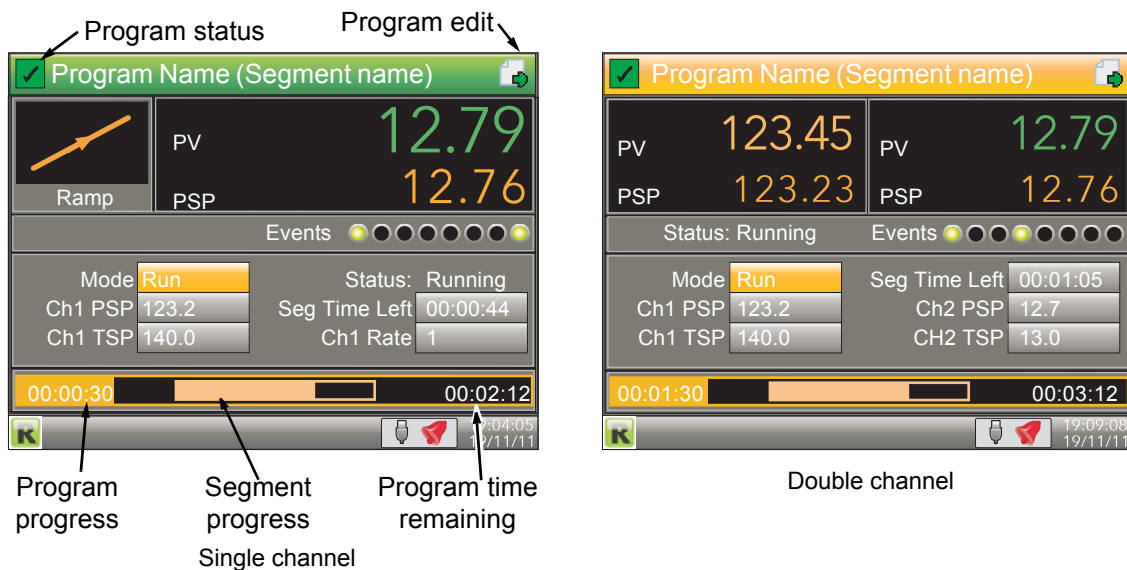 Program status
Program edit
Program Name (Segment name)
PV 12.79
Ramp
PSP 12.76
Events
Mode Run
Status: Running
Ch1 PSP 123.2
Seg Time Left 00:00:44
Ch1 TSP 140.0
Ch1 Rate 1
00:00:30
00:02:12
R
19:04:05
19/11/11
Program progress
Segment progress
Program time remaining
Single channel
Program Name (Segment name)
PV 123.45
PV 12.79
PSP 123.23
PSP 12.76
Status: Running
Events
Mode Run
Seg Time Left 00:01:05
Ch1 PSP 123.2
Ch2 PSP 12.7
Ch1 TSP 140.0
CH2 TSP 13.0
00:01:30
00:03:12
R
19:09:08
19/11/11
Double channel